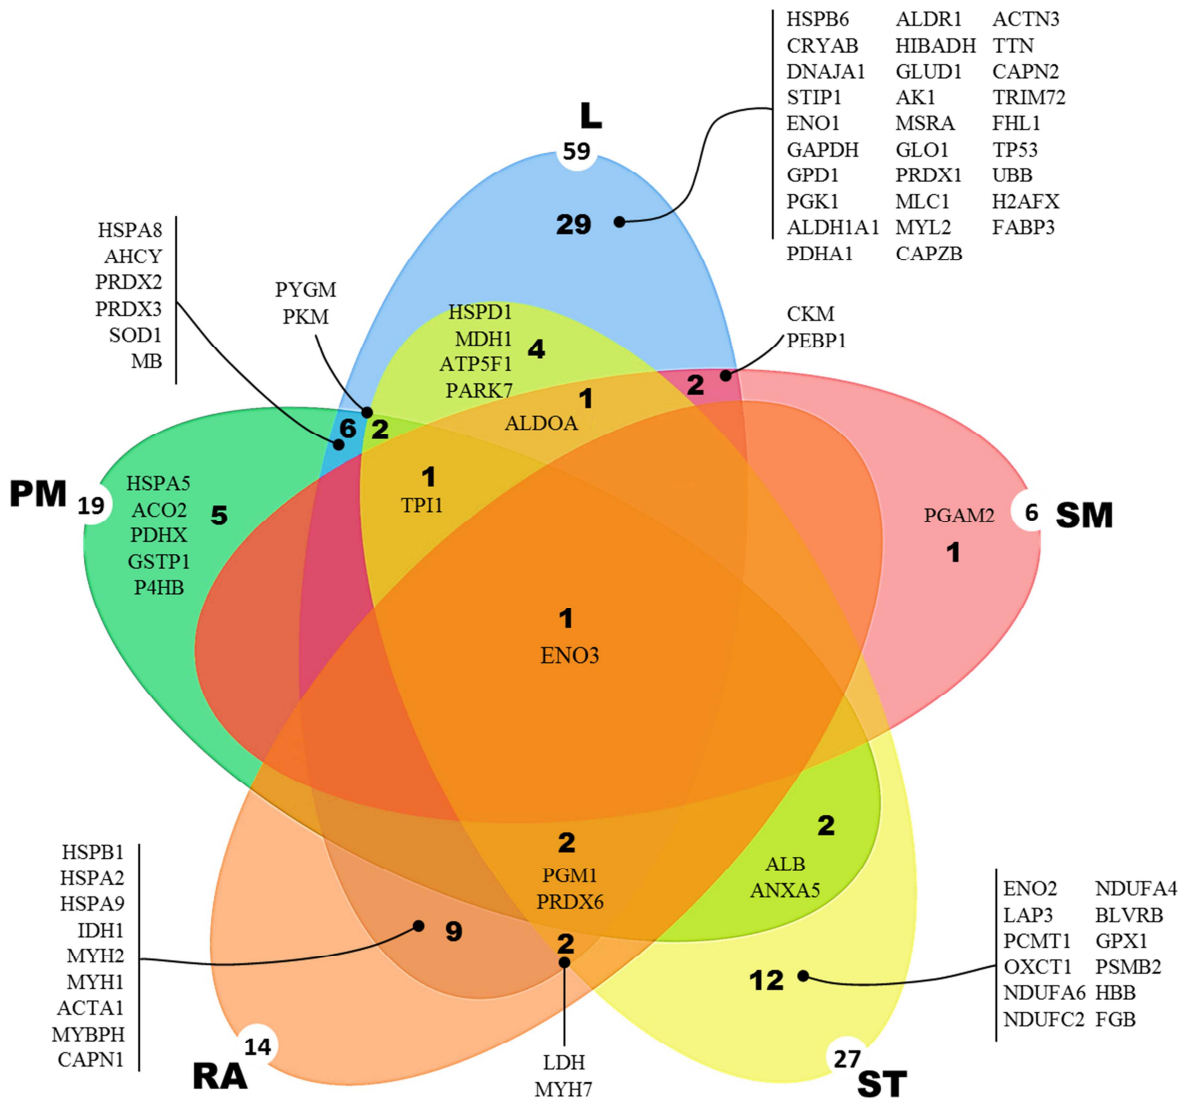 HSPB6 ALDR1 ACTN3
CRYAB HIBADH TTN
DNAJA1 GLUD1 CAPN2
STIP1 AK1 TRIM72
ENO1 MSRA FHL1
GAPDH GLO1 TP53
GPD1 PRDX1 UBB
PGK1 MLC1 H2AFX
ALDH1A1 MYL2 FABP3
PDHA1 CAPZB
L
59
29
HSPA8
AHCY
PRDX2
PRDX3
SOD1
MB
PYGM
PKM
HSPD1
MDH1
ATP5F1
PARK7
4
CKM
PEBP1
2
1
ALDOA
6
2
1
TPI1
PM
19
HSPA5
ACO2
PDHX
GSTP1
P4HB
5
PGAM2
1
6
SM
1
ENO3
2
PGM1
PRDX6
2
ALB
ANXA5
HSPB1
HSPA2
HSPA9
IDH1
MYH2
MYH1
ACTA1
MYBPH
CAPN1
9
2
LDH
MYH7
12
ENO2 NDUFA4
LAP3 BLVRB
PCMT1 GPX1
OXCT1 PSMB2
NDUFA6 HBB
NDUFC2 FGB
14
RA
27
ST